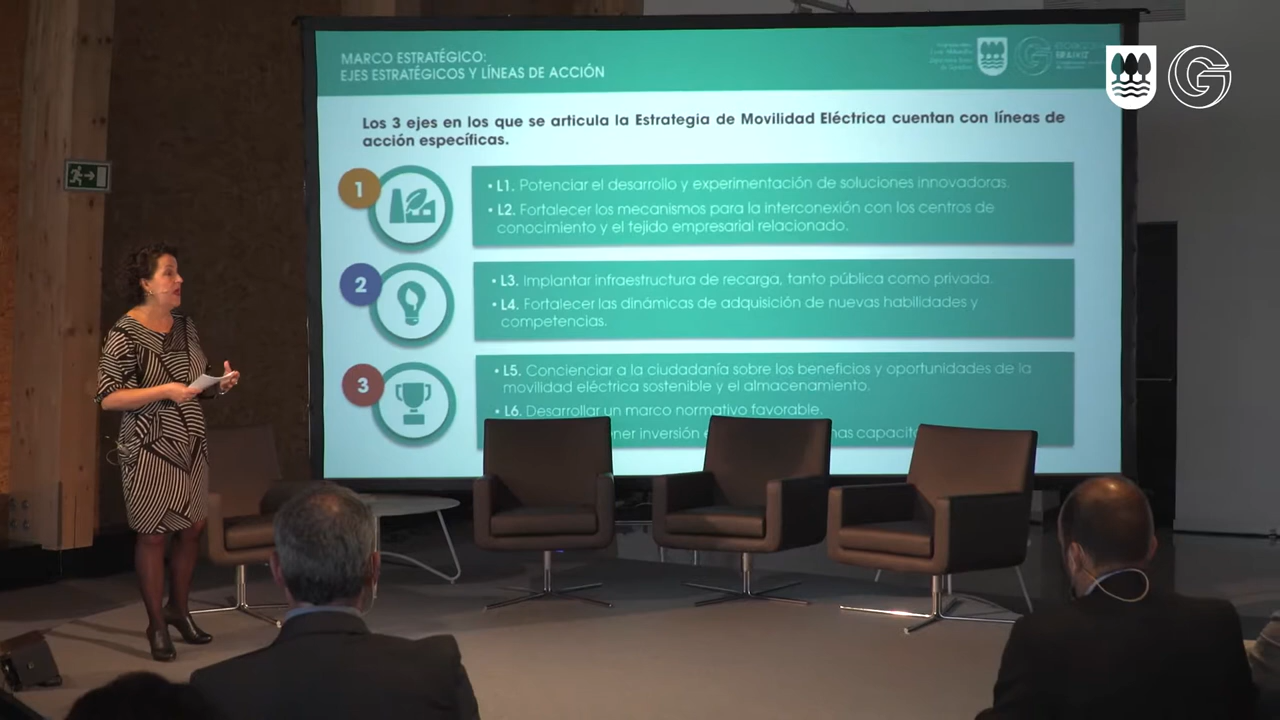 MARCO ESTRATÉGICO:
EJES ESTRATÉGICOS Y LÍNEAS DE ACCIÓN
Los 3 ejes en los que se articula la Estrategia de Movilidad Eléctrica cuentan con líneas de
acción específicas.
1
• L1. Potenciar el desarrollo y experimentación de soluciones innovadoras.
• L2. Fortalecer los mecanismos para la interconexión con los centros de
conocimiento y el tejido empresarial relacionado.
2
• L3. Implantar infraestructura de recarga, tanto pública como privada.
• L4. Fortalecer las dinámicas de adquisición de nuevas habilidades y
competencias.
3
• L5. Concienciar a la ciudadanía sobre los beneficios y oportunidades de la
movilidad eléctrica sostenible y el almacenamiento.
• L6. Desarrollar un marco normativo favorable.
ner inversión
G